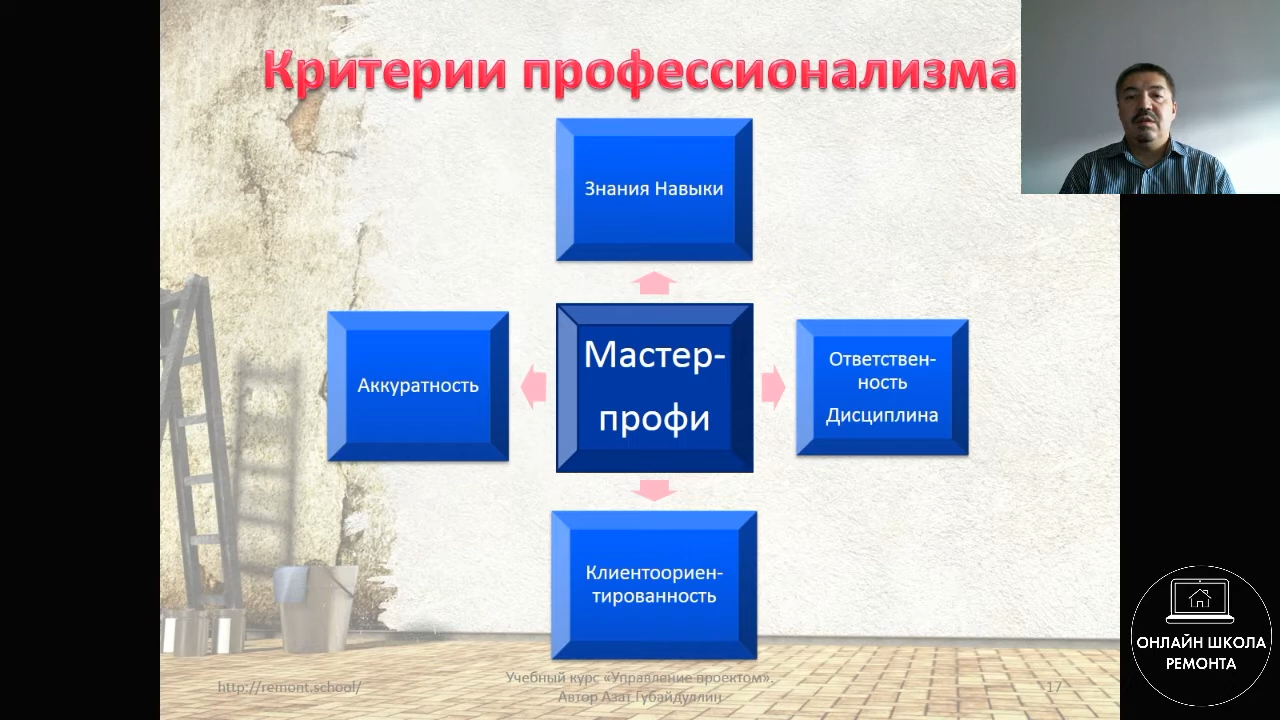 Критерии профессионализма
Знания Навыки
Аккуратность
Мастер-
профи
Ответствен-
ность
Дисциплина
Клиентоориен-
тированность
http://remont.school/
Учебный курс «Управление проектом».
Автор Азат Губайдуллин
17
ОНЛАЙН ШКОЛА
РЕМОНТА